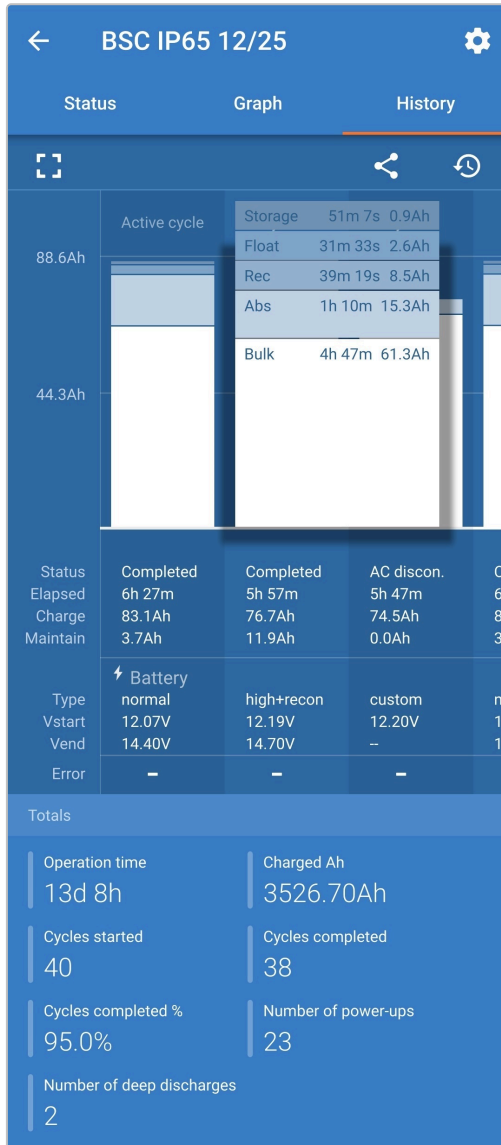 BSC IP65 12/25
Status Graph History
Active cycle
Storage 51m 7s 0.9Ah
Float 31m 33s 2.6Ah
88.6Ah
Rec 39m 19s 8.5Ah
Abs 1h 10m 15.3Ah
Bulk 4h 47m 61.3Ah
44.3Ah
Status Completed Completed AC discon. C
Elapsed 6h 27m 5h 57m 5h 47m 6
Charge 83.1Ah 76.7Ah 74.5Ah 8
Maintain 3.7Ah 11.9Ah 0.0Ah 3
Battery
Type normal high+recon custom n
Vstart 12.07V 12.19V 12.20V 1
Vend 14.40V 14.70V -- 1
Error – – –
Totals
Operation time Charged Ah
13d 8h 3526.70Ah
Cycles started Cycles completed
40 38
Cycles completed % Number of power-ups
95.0% 23
Number of deep discharges
2